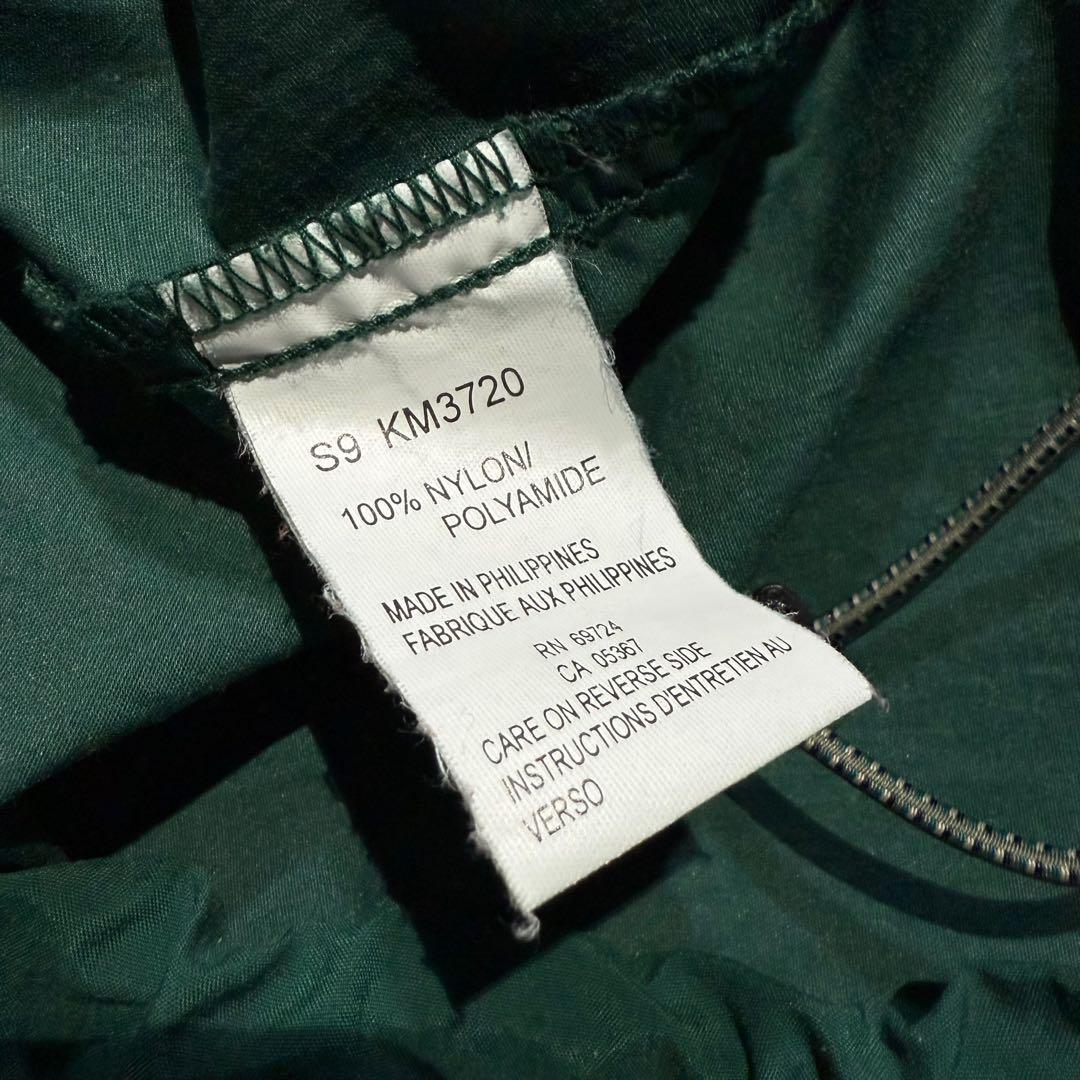 S9 KM3720
100% NYLON/
POLYAMIDE
MADE IN PHILIPPINES
FABRIQUE AUX PHILIPPINES
RN 69724
CA 05367
CARE ON REVERSE SIDE
INSTRUCTIONS D'ENTRETIEN AU
VERSO